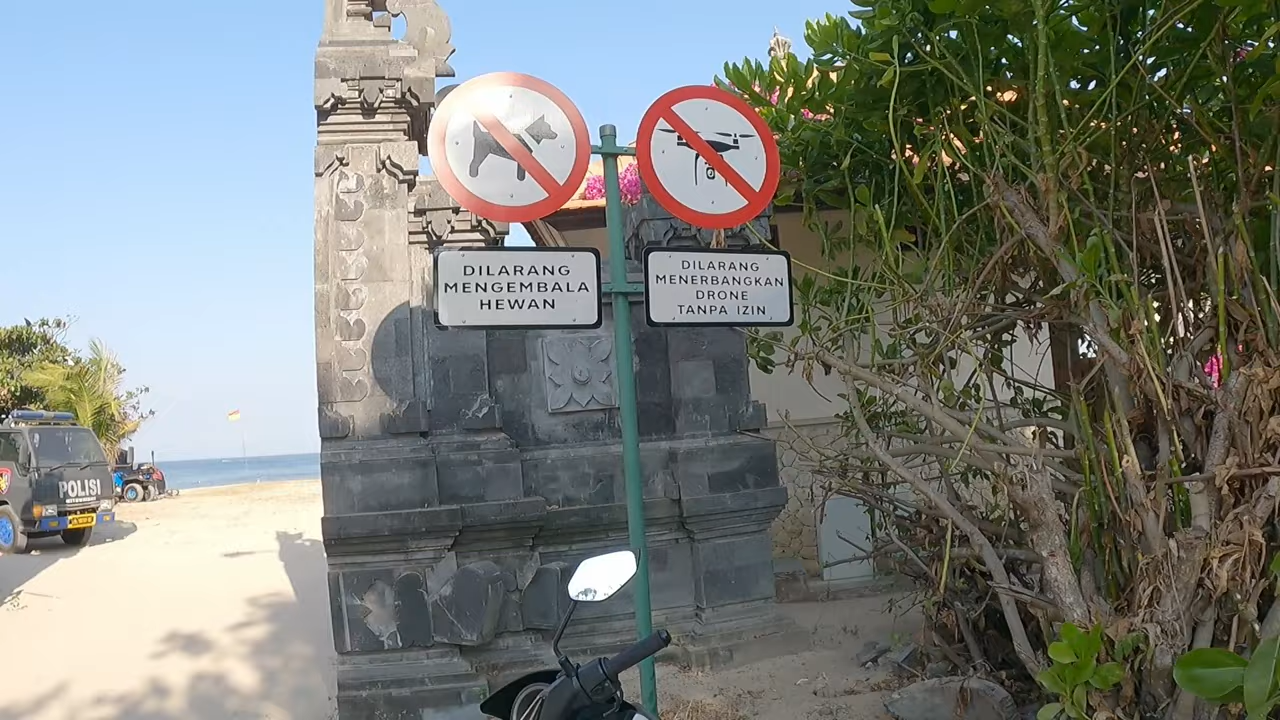 DILARANG
MENGEMBALA
HEWAN
DILARANG
MENERBANGKAN
DRONE
TANPA IZIN
POLISI